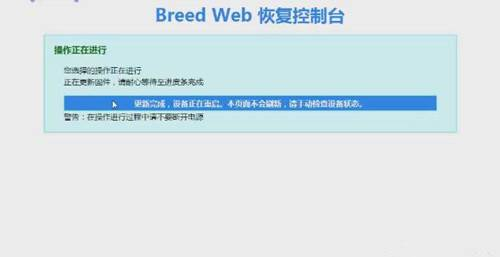 Breed Web 恢复控制台
操作正在进行
您选择的操作正在进行
正在更新固件，请耐心等待至进度条完成
更新完成，设备正在重启。本页面不会刷新，请手动检查设备状态。
警告：在操作进行过程中请不要断开电源